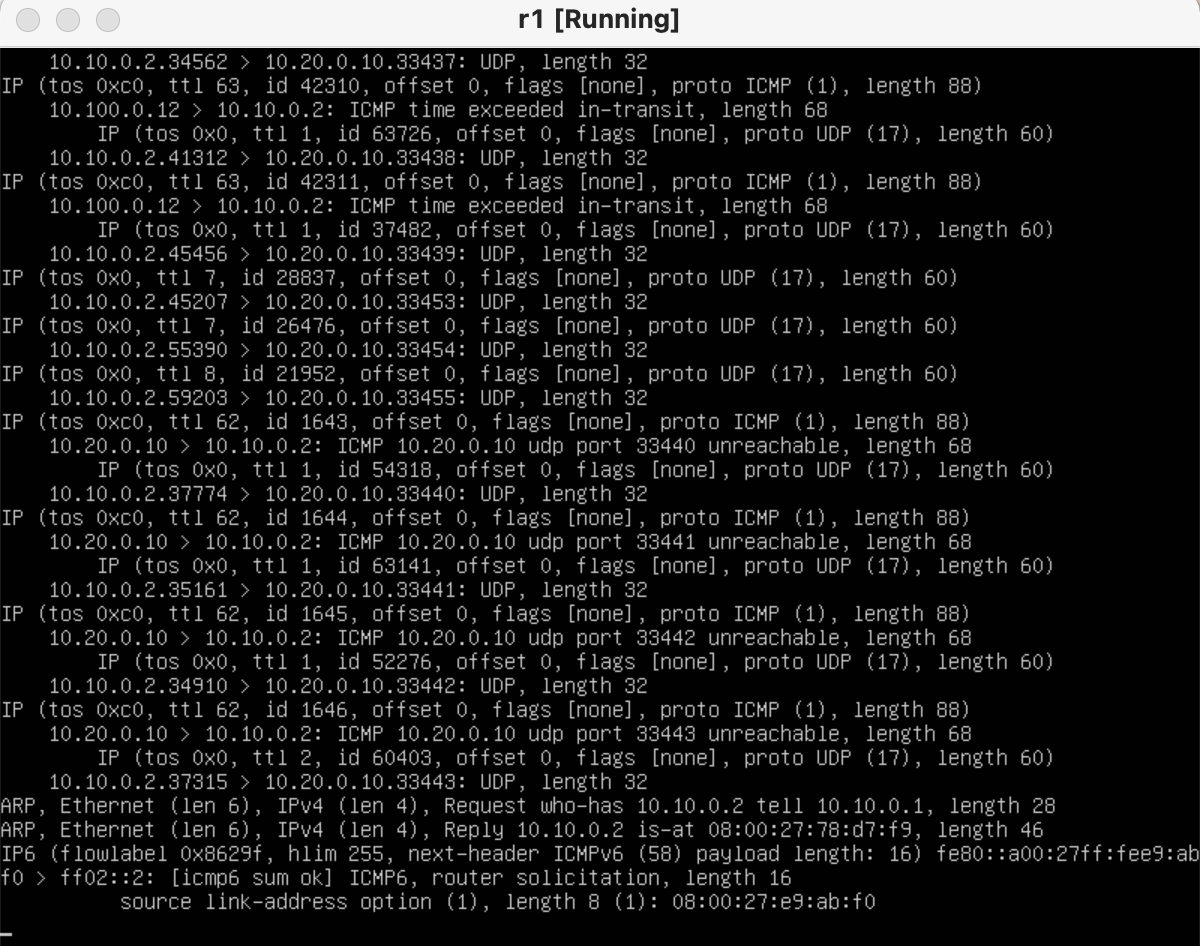 r1 [Running]
10.10.0.2.34562 > 10.20.0.10.33437: UDP, length 32
IP (tos 0xc0, ttl 63, id 42310, offset 0, flags [none], proto ICMP (1), length 88)
10.100.0.12 > 10.10.0.2: ICMP time exceeded in-transit, length 68
IP (tos 0x0, ttl 1, id 63726, offset 0, flags [none], proto UDP (17), length 60)
10.10.0.2.41312 > 10.20.0.10.33438: UDP, length 32
IP (tos 0xc0, ttl 63, id 42311, offset 0, flags [none], proto ICMP (1), length 88)
10.100.0.12 > 10.10.0.2: ICMP time exceeded in-transit, length 68
IP (tos 0x0, ttl 1, id 37482, offset 0, flags [none], proto UDP (17), length 60)
10.10.0.2.45456 > 10.20.0.10.33439: UDP, length 32
IP (tos 0x0, ttl 7, id 28837, offset 0, flags [none], proto UDP (17), length 60)
10.10.0.2.45207 > 10.20.0.10.33453: UDP, length 32
IP (tos 0x0, ttl 7, id 26476, offset 0, flags [none], proto UDP (17), length 60)
10.10.0.2.55390 > 10.20.0.10.33454: UDP, length 32
IP (tos 0x0, ttl 8, id 21952, offset 0, flags [none], proto UDP (17), length 60)
10.10.0.2.59203 > 10.20.0.10.33455: UDP, length 32
IP (tos 0xc0, ttl 62, id 1643, offset 0, flags [none], proto ICMP (1), length 88)
10.20.0.10 > 10.10.0.2: ICMP 10.20.0.10 udp port 33440 unreachable, length 68
IP (tos 0x0, ttl 1, id 54318, offset 0, flags [none], proto UDP (17), length 60)
10.10.0.2.37774 > 10.20.0.10.33440: UDP, length 32
IP (tos 0xc0, ttl 62, id 1644, offset 0, flags [none], proto ICMP (1), length 88)
10.20.0.10 > 10.10.0.2: ICMP 10.20.0.10 udp port 33441 unreachable, length 68
IP (tos 0x0, ttl 1, id 63141, offset 0, flags [none], proto UDP (17), length 60)
10.10.0.2.35161 > 10.20.0.10.33441: UDP, length 32
IP (tos 0xc0, ttl 62, id 1645, offset 0, flags [none], proto ICMP (1), length 88)
10.20.0.10 > 10.10.0.2: ICMP 10.20.0.10 udp port 33442 unreachable, length 68
IP (tos 0x0, ttl 1, id 52276, offset 0, flags [none], proto UDP (17), length 60)
10.10.0.2.34910 > 10.20.0.10.33442: UDP, length 32
IP (tos 0xc0, ttl 62, id 1646, offset 0, flags [none], proto ICMP (1), length 88)
10.20.0.10 > 10.10.0.2: ICMP 10.20.0.10 udp port 33443 unreachable, length 68
IP (tos 0x0, ttl 2, id 60403, offset 0, flags [none], proto UDP (17), length 60)
10.10.0.2.37315 > 10.20.0.10.33443: UDP, length 32
ARP, Ethernet (len 6), IPv4 (len 4), Request who-has 10.10.0.2 tell 10.10.0.1, length 28
ARP, Ethernet (len 6), IPv4 (len 4), Reply 10.10.0.2 is-at 08:00:27:78:d7:f9, length 46
IP6 (flowlabel 0x8629f, hlim 255, next-header ICMPv6 (58) payload length: 16) fe80::a00:27ff:fee9:ab
f0 > ff02::2: [icmp6 sum ok] ICMP6, router solicitation, length 16
source link-address option (1), length 8 (1): 08:00:27:e9:ab:f0